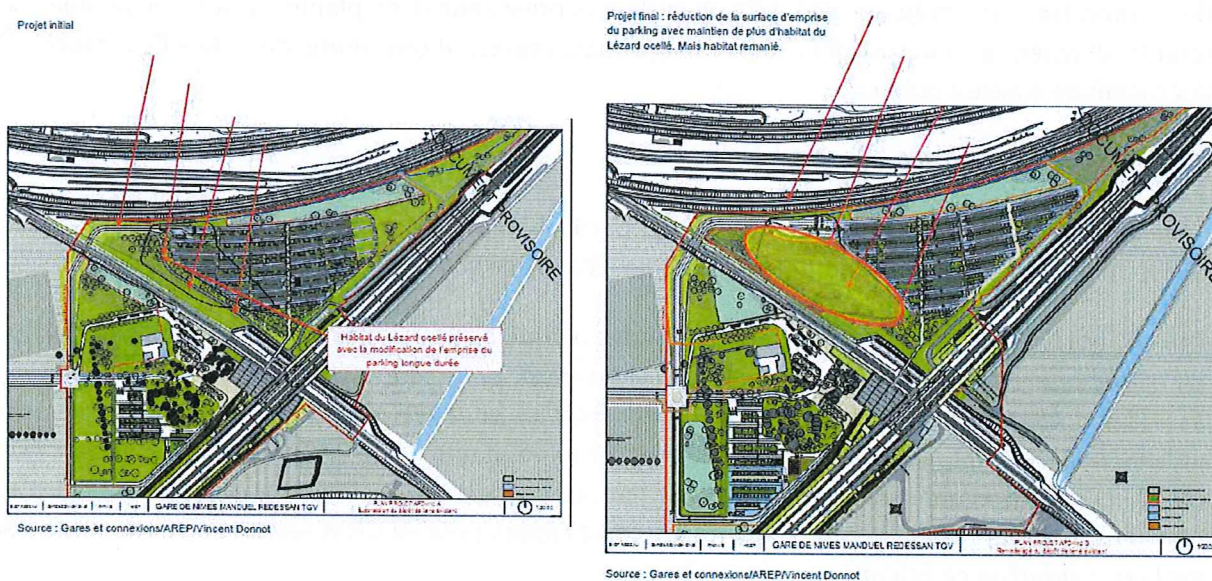 Projet initial
DOCUMENT PROVISOIRE
Habitat du Lézard ocellé préservé
avec la modification de l'emprise du
parking longue durée
GARE DE NIMES MANDUEL REDESSAN TGV
Source : Gares et connexions/AREP/Vincent Donnot
Projet final : réduction de la surface d'emprise
du parking avec maintien de plus d'habitat du
Lézard ocellé. Mais habitat remanié.
PROVISOIRE
GARE DE NIMES MANDUEL REDESSAN TGV
Source : Gares et connexions/AREP/Vincent Donnot